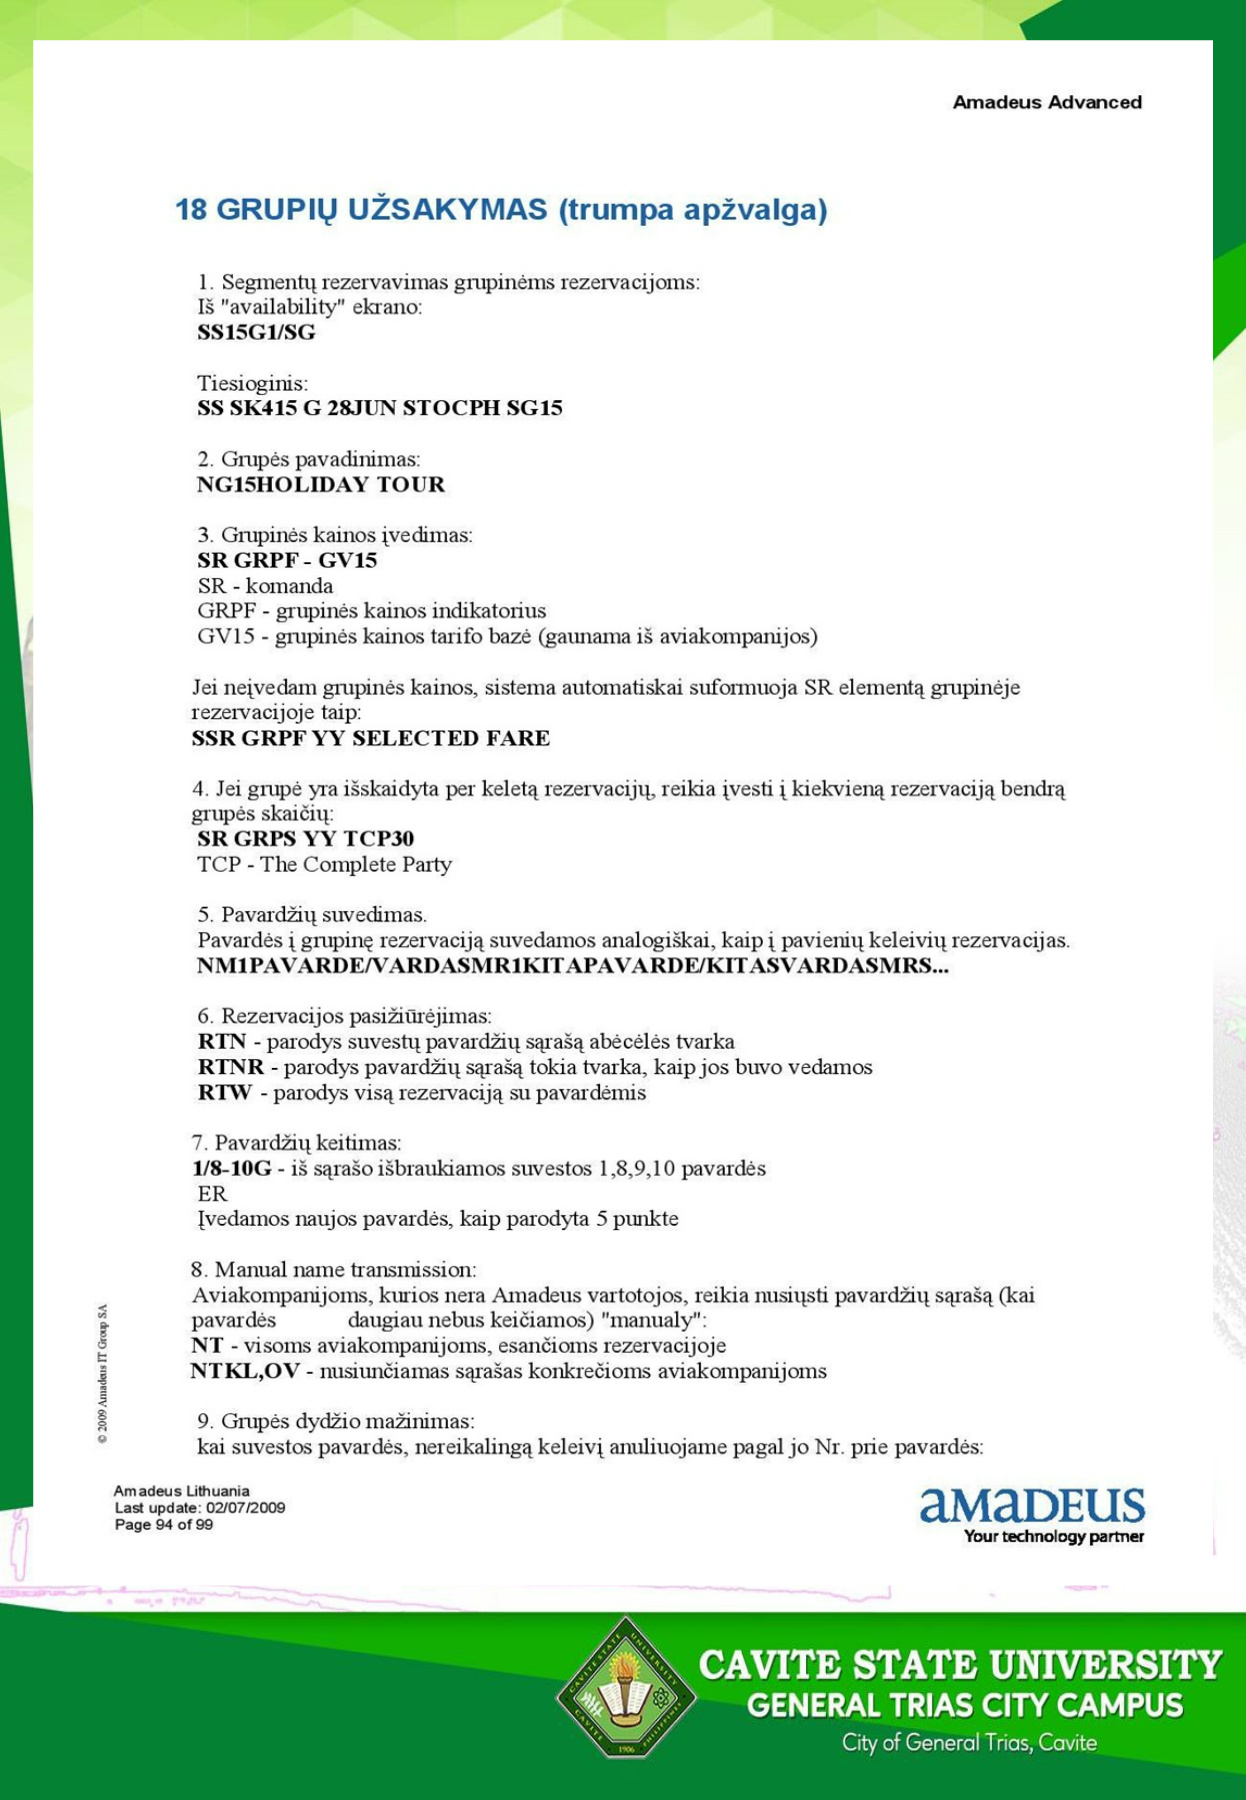 Amadeus Advanced
18 GRUPIŲ UŽSAKYMAS (trumpa apžvalga)
1. Segmentų rezervavimas grupinėms rezervacijoms:
Iš "availability" ekrano:
SS15G1/SG
Tiesioginis:
SS SK415 G 28JUN STOCPH SG15
2. Grupės pavadinimas:
NG15HOLIDAY TOUR
3. Grupinės kainos įvedimas:
SR GRPF - GV15
SR - komanda
GRPF - grupinės kainos indikatorius
GV15 - grupinės kainos tarifo bazė (gaunama iš aviakompanijos)
Jei neįvedam grupinės kainos, sistema automatiskai suformuoja SR elementą grupinėje
rezervacijoje taip:
SSR GRPF YY SELECTED FARE
4. Jei grupė yra išskaidyta per keletą rezervacijų, reikia įvesti į kiekvieną rezervaciją bendrą
grupės skaičių:
SR GRPS YY TCP30
TCP - The Complete Party
5. Pavardžių suvedimas.
Pavardės į grupinę rezervaciją suvedamos analogiškai, kaip į pavienių keleivių rezervacijas.
NM1PAVARDE/VARDASMR1KITAPAVARDE/KITASVARDASMRS...
6. Rezervacijos pasižiūrėjimas:
RTN - parodys suvestų pavardžių sąrašą abėcėlės tvarka
RTNR - parodys pavardžių sąrašą tokia tvarka, kaip jos buvo vedamos
RTW - parodys visą rezervaciją su pavardėmis
7. Pavardžių keitimas:
1/8-10G - iš sąrašo išbraukiamos suvestos 1,8,9,10 pavardės
ER
Įvedamos naujos pavardės, kaip parodyta 5 punkte
8. Manual name transmission:
Aviakompanijoms, kurios nera Amadeus vartotojos, reikia nusiųsti pavardžių sąrašą (kai
pavardės daugiau nebus keičiamos) "manualy":
NT - visoms aviakompanijoms, esančioms rezervacijoje
NTKL,OV - nusiunčiamas sąrašas konkrečioms aviakompanijoms
9. Grupės dydžio mažinimas:
kai suvestos pavardės, nereikalingą keleivį anuliuojame pagal jo Nr. prie pavardės:
© 2009 Amadeus IT Group SA
Amadeus Lithuania
Last update: 02/07/2009
Page 94 of 99
aMaDEUS
Your technology partner
CAVITE STATE UNIVERSITY
CAVITE PHILIPPINES
1906
CAVITE STATE UNIVERSITY
GENERAL TRIAS CITY CAMPUS
City of General Trias, Cavite